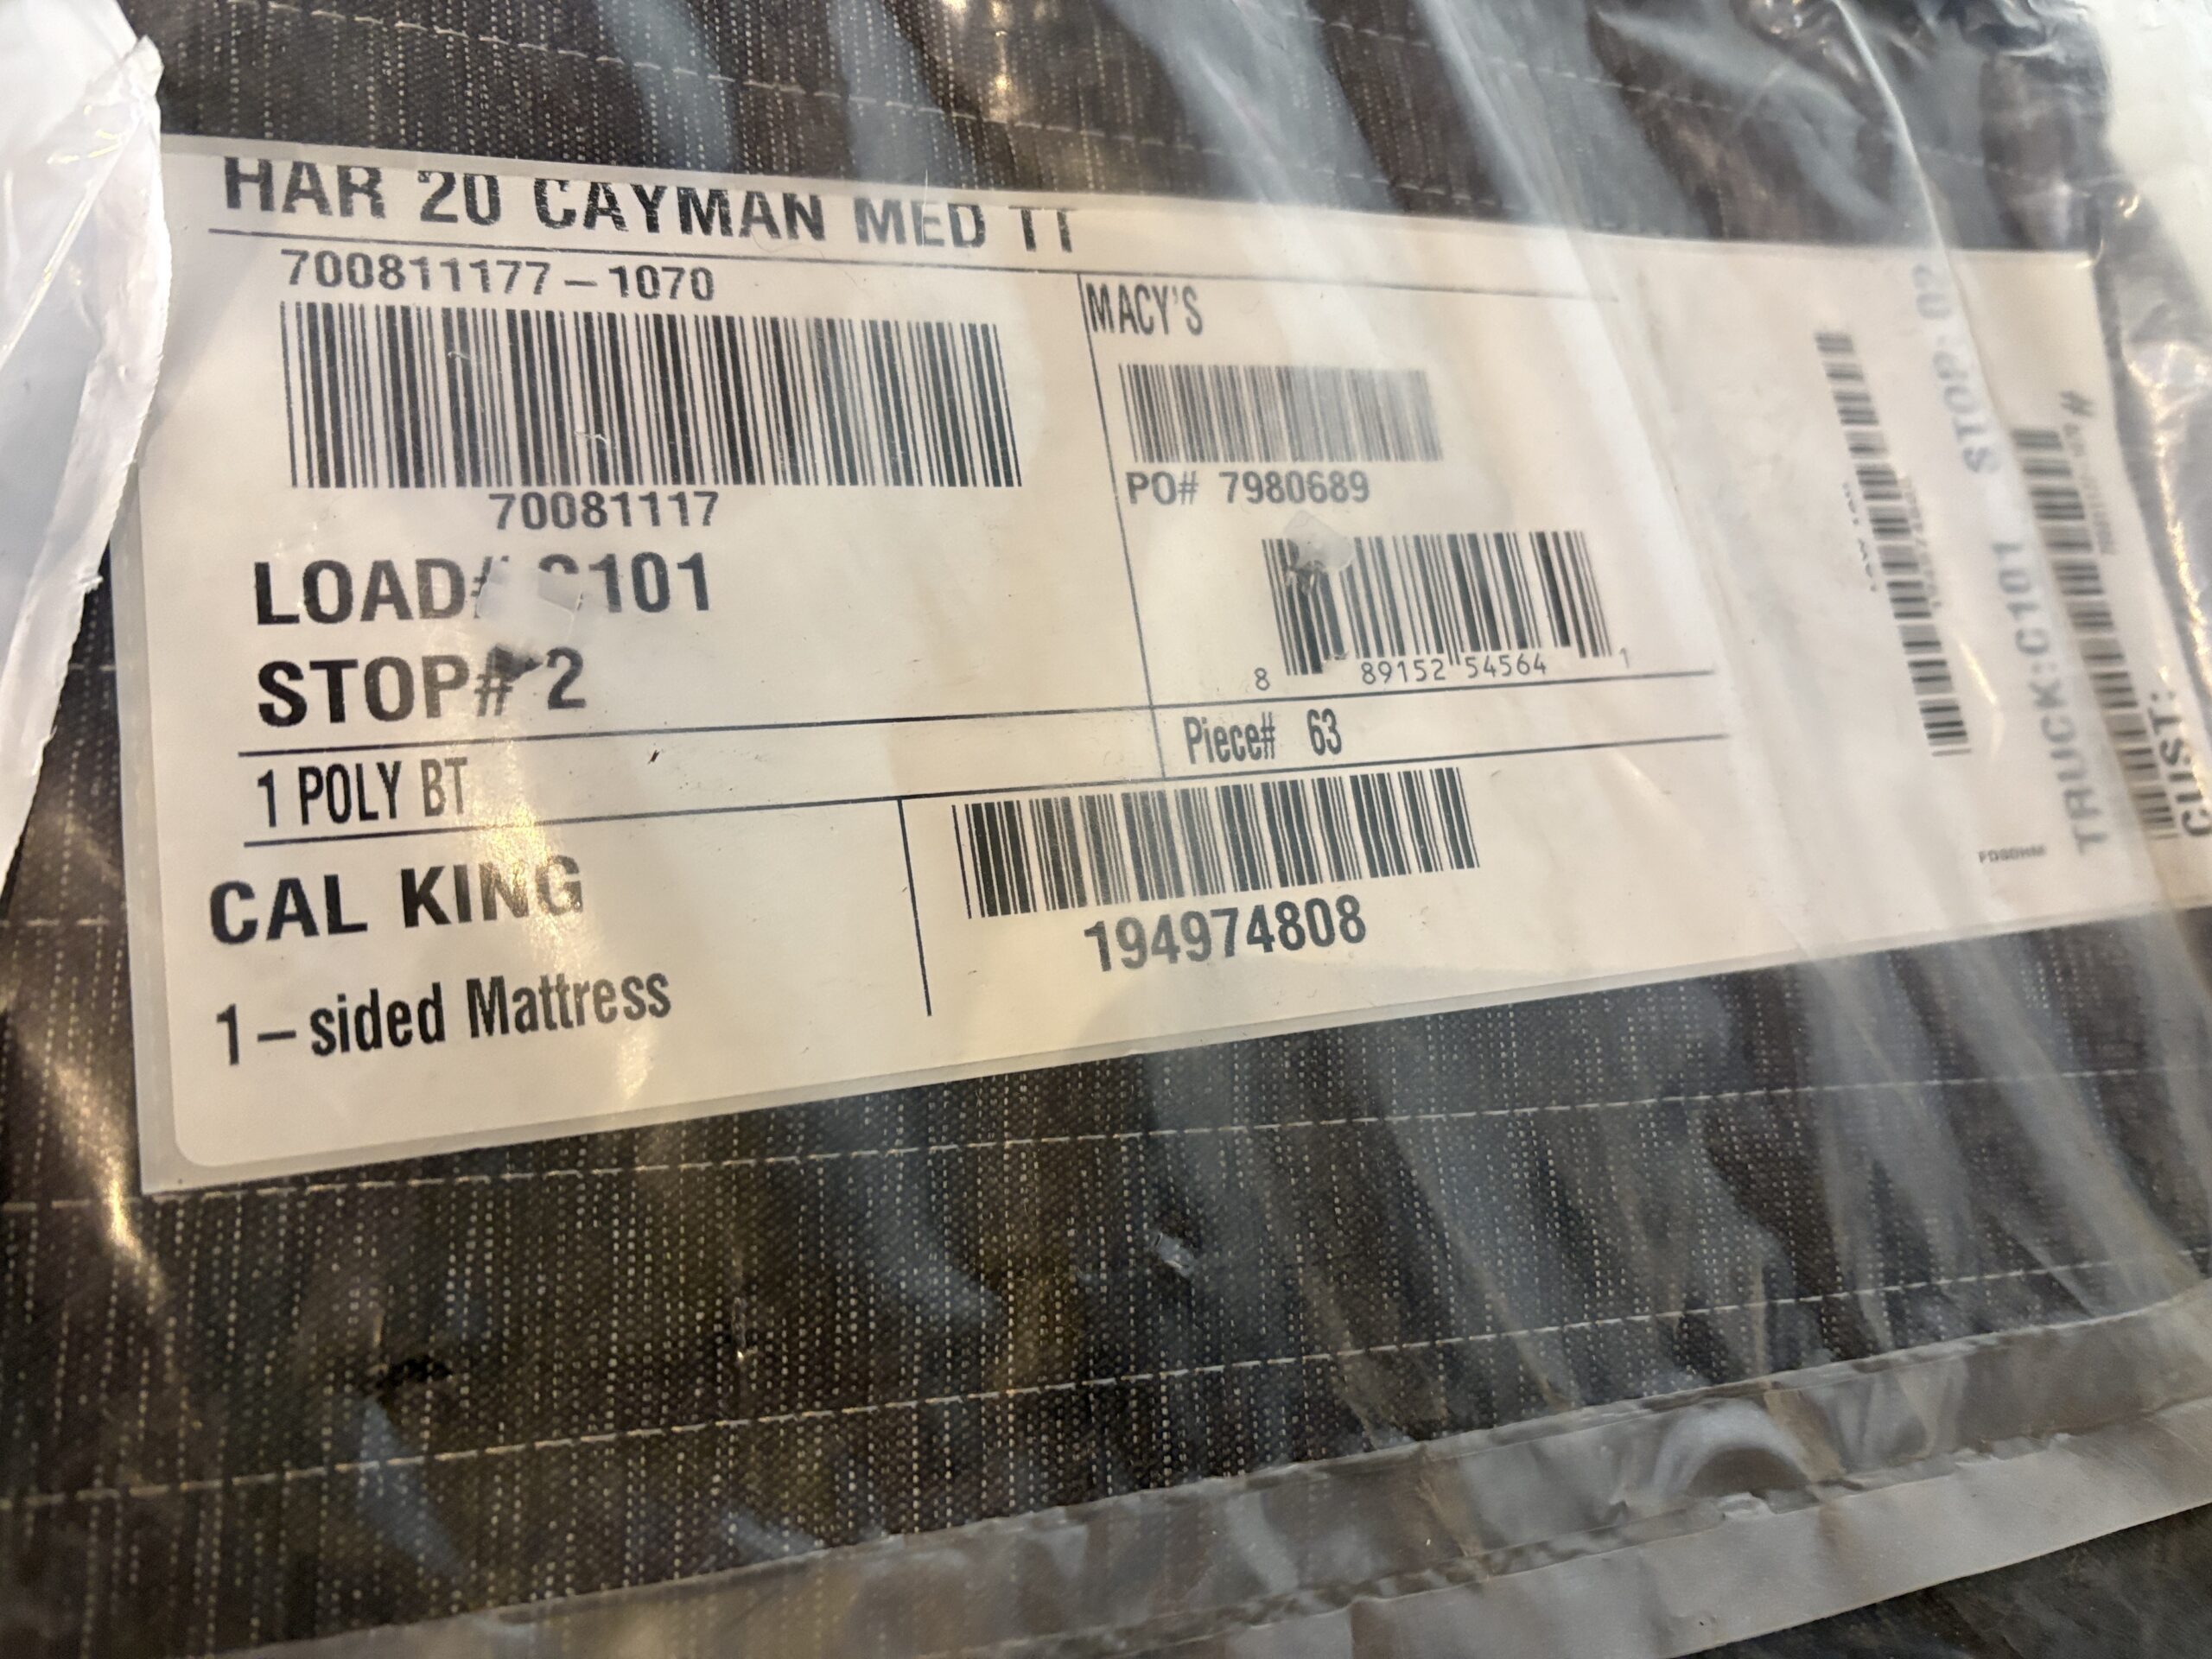 HAR 20 CAYMAN MED TT
700811177-1070
70081117
LOAD# C101
STOP# 2
MACY'S
PO# 7980689
8 89152 54564 1
1 POLY BT
Piece# 63
CAL KING
1-sided Mattress
194974808
STOP: 02
TRUCK:C101
CUST: